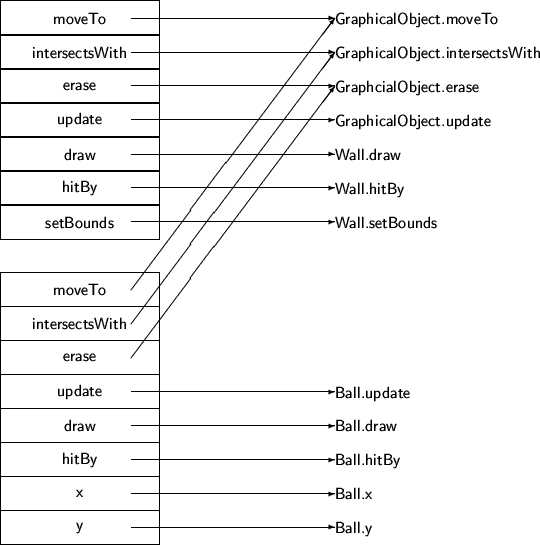 moveTo GraphicalObject.moveTo
intersectsWith GraphicalObject.intersectsWith
erase GraphcialObject.erase
update GraphicalObject.update
draw Wall.draw
hitBy Wall.hitBy
setBounds Wall.setBounds
moveTo
intersectsWith
erase
update Ball.update
draw Ball.draw
hitBy Ball.hitBy
x Ball.x
y Ball.y